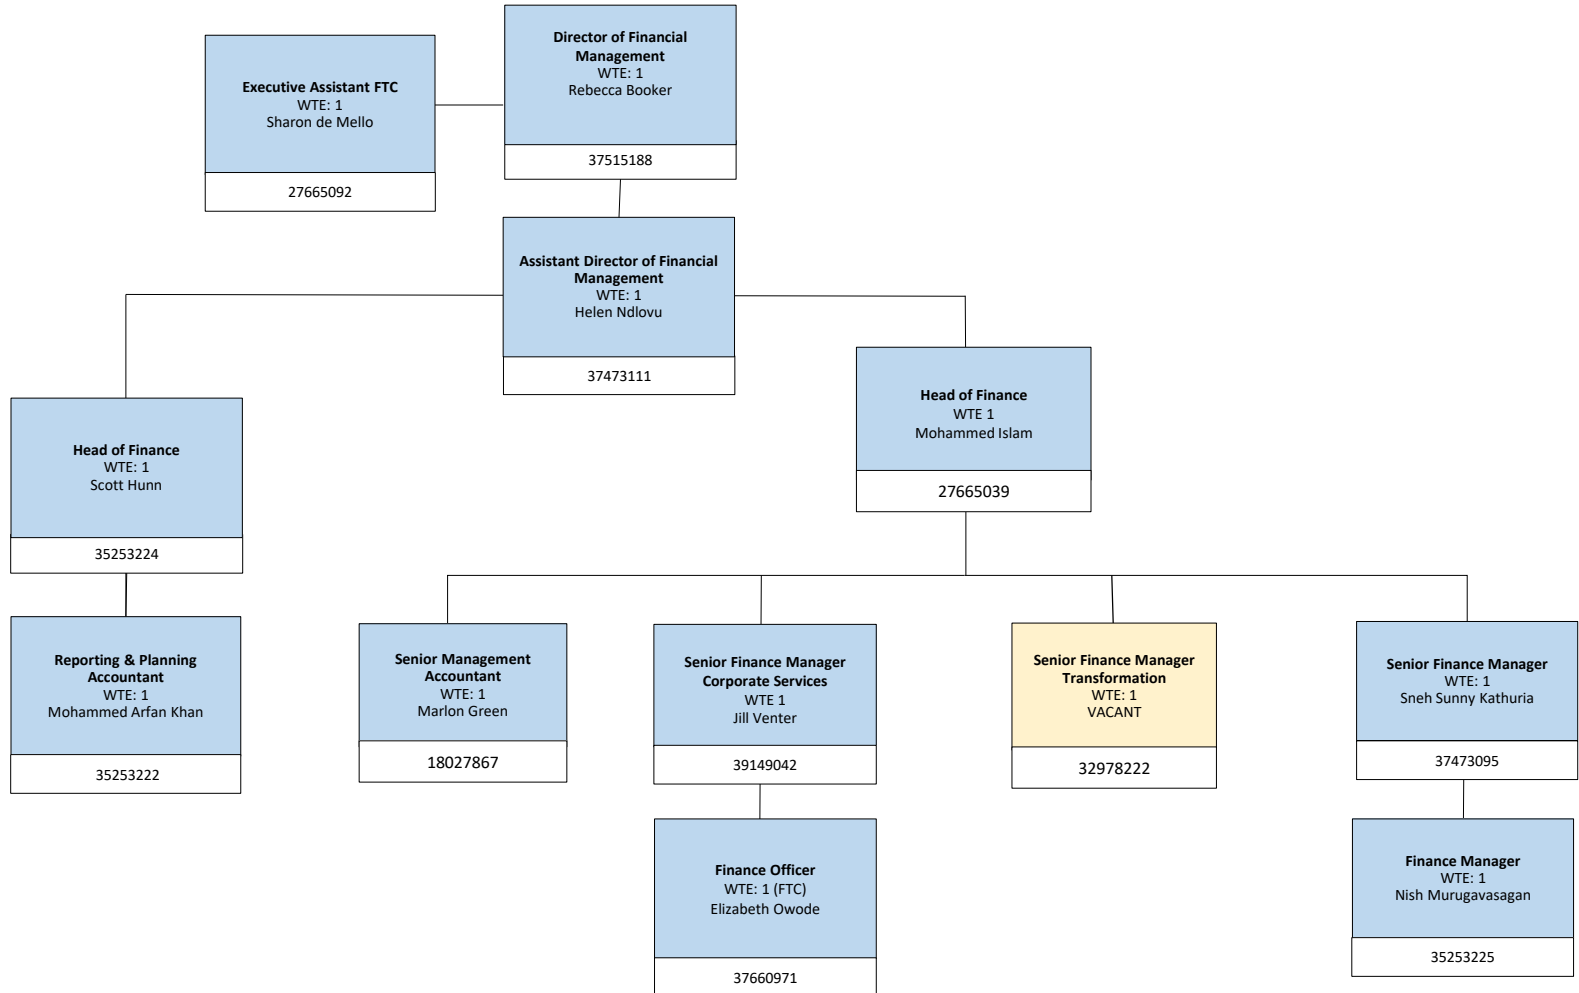 Director of Financial
Management
WTE: 1
Rebecca Booker
37515188
Executive Assistant FTC
WTE: 1
Sharon de Mello
27665092
Assistant Director of Financial
Management
WTE: 1
Helen Ndlovu
37473111
Head of Finance
WTE: 1
Scott Hunn
35253224
Head of Finance
WTE 1
Mohammed Islam
27665039
Reporting & Planning
Accountant
WTE: 1
Mohammed Arfan Khan
35253222
Senior Management
Accountant
WTE: 1
Marlon Green
18027867
Senior Finance Manager
Corporate Services
WTE 1
Jill Venter
39149042
Senior Finance Manager
Transformation
WTE: 1
VACANT
32978222
Senior Finance Manager
WTE: 1
Sneh Sunny Kathuria
37473095
Finance Officer
WTE: 1 (FTC)
Elizabeth Owode
37660971
Finance Manager
WTE: 1
Nish Murugavasagan
35253225